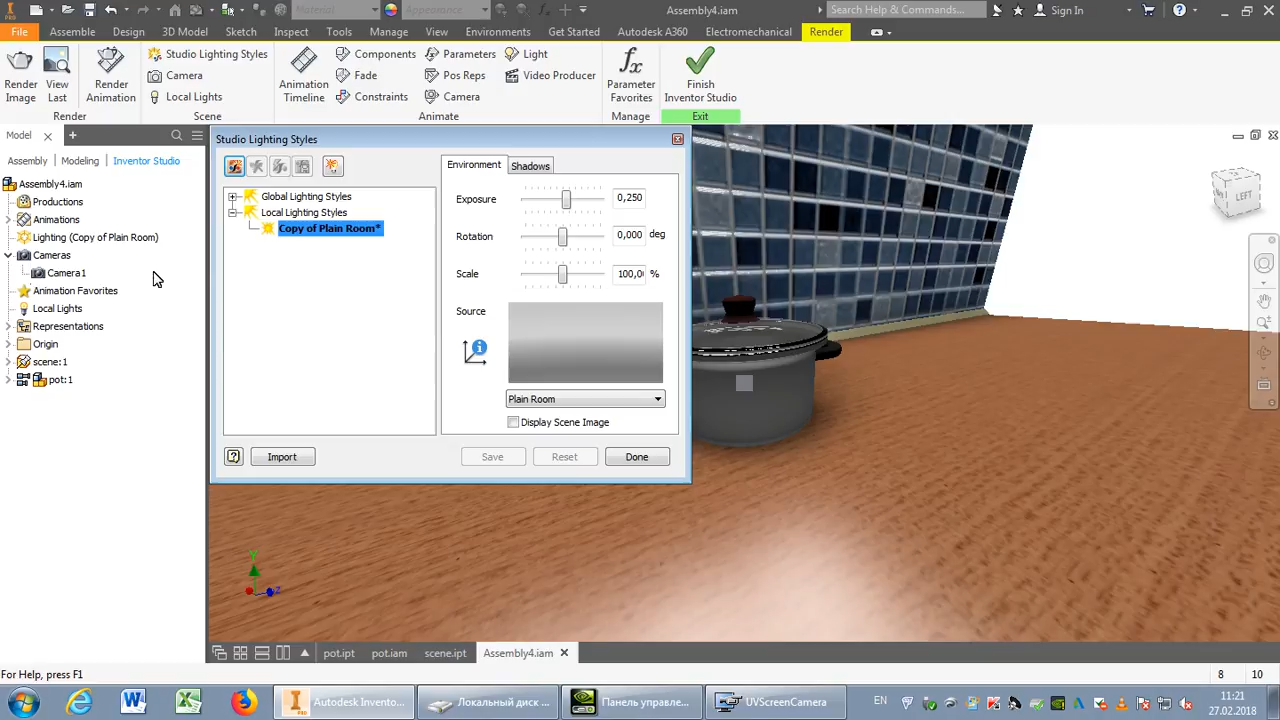 Material
Appearance
Assembly4.iam
Search Help & Commands...
Sign In
File
Assemble
Design
3D Model
Sketch
Inspect
Tools
Manage
View
Environments
Get Started
Autodesk A360
Electromechanical
Render
Render
Image
View
Last
Render
Animation
Studio Lighting Styles
Camera
Local Lights
Animation
Timeline
Components
Fade
Constraints
Parameters
Pos Reps
Camera
Light
Video Producer
Parameter
Favorites
Finish
Inventor Studio
Render
Scene
Animate
Manage
Exit
Model
Assembly
Modeling
Inventor Studio
Assembly4.iam
Productions
Animations
Lighting (Copy of Plain Room)
Cameras
Camera1
Animation Favorites
Local Lights
Representations
Origin
scene:1
pot:1
Studio Lighting Styles
Global Lighting Styles
Local Lighting Styles
Copy of Plain Room*
Environment
Shadows
Exposure
0,250
Rotation
0,000
deg
Scale
100,0
%
Source
Plain Room
Display Scene Image
Import
Save
Reset
Done
LEFT
Y
Z
pot.ipt
pot.iam
scene.ipt
Assembly4.iam
For Help, press F1
8
10
Autodesk Invento...
Локальный диск ...
Панель управле...
UVScreenCamera
EN
11:21
27.02.2018